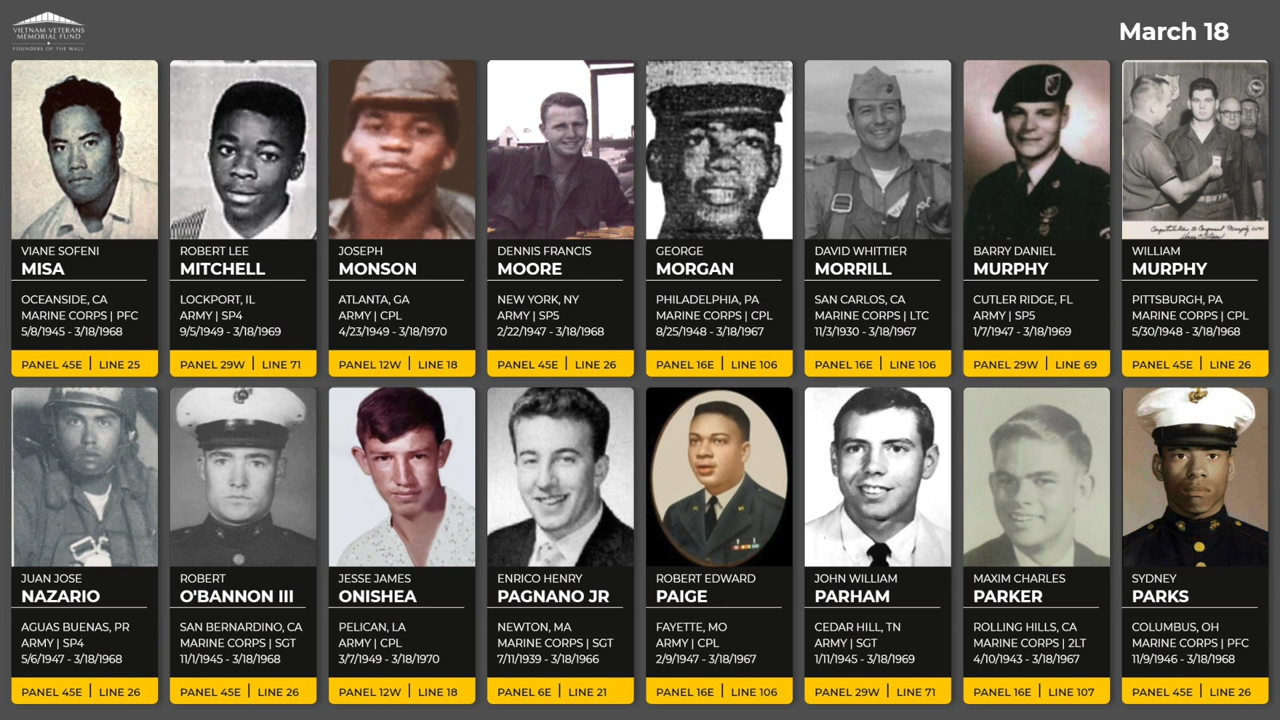 VIETNAM VETERANS
MEMORIAL FUND
FOUNDERS OF THE WALL
March 18
VIANE SOFENI
MISA
OCEANSIDE, CA
MARINE CORPS | PFC
5/8/1945 - 3/18/1968
PANEL 45E | LINE 25
ROBERT LEE
MITCHELL
LOCKPORT, IL
ARMY | SP4
9/5/1949 - 3/18/1969
PANEL 29W | LINE 71
JOSEPH
MONSON
ATLANTA, GA
ARMY | CPL
4/23/1949 - 3/18/1970
PANEL 12W | LINE 18
DENNIS FRANCIS
MOORE
NEW YORK, NY
ARMY | SP5
2/22/1947 - 3/18/1968
PANEL 45E | LINE 26
GEORGE
MORGAN
PHILADELPHIA, PA
MARINE CORPS | CPL
8/25/1948 - 3/18/1967
PANEL 16E | LINE 106
DAVID WHITTIER
MORRILL
SAN CARLOS, CA
MARINE CORPS | LTC
11/3/1930 - 3/18/1967
PANEL 16E | LINE 106
BARRY DANIEL
MURPHY
CUTLER RIDGE, FL
ARMY | SP5
1/7/1947 - 3/18/1969
PANEL 29W | LINE 69
Congratulations to Corporal Murphy
WILLIAM
MURPHY
PITTSBURGH, PA
MARINE CORPS | CPL
5/30/1948 - 3/18/1968
PANEL 45E | LINE 26
JUAN JOSE
NAZARIO
AGUAS BUENAS, PR
ARMY | SP4
5/6/1947 - 3/18/1968
PANEL 45E | LINE 26
ROBERT
O'BANNON III
SAN BERNARDINO, CA
MARINE CORPS | SGT
11/1/1945 - 3/18/1968
PANEL 45E | LINE 26
JESSE JAMES
ONISHEA
PELICAN, LA
ARMY | CPL
3/7/1949 - 3/18/1970
PANEL 12W | LINE 18
ENRICO HENRY
PAGNANO JR
NEWTON, MA
MARINE CORPS | SGT
7/11/1939 - 3/18/1966
PANEL 6E | LINE 21
ROBERT EDWARD
PAIGE
FAYETTE, MO
ARMY | CPL
2/9/1947 - 3/18/1967
PANEL 16E | LINE 106
JOHN WILLIAM
PARHAM
CEDAR HILL, TN
ARMY | SGT
1/11/1945 - 3/18/1969
PANEL 29W | LINE 71
MAXIM CHARLES
PARKER
ROLLING HILLS, CA
MARINE CORPS | 2LT
4/10/1943 - 3/18/1967
PANEL 16E | LINE 107
SYDNEY
PARKS
COLUMBUS, OH
MARINE CORPS | PFC
11/9/1946 - 3/18/1968
PANEL 45E | LINE 26